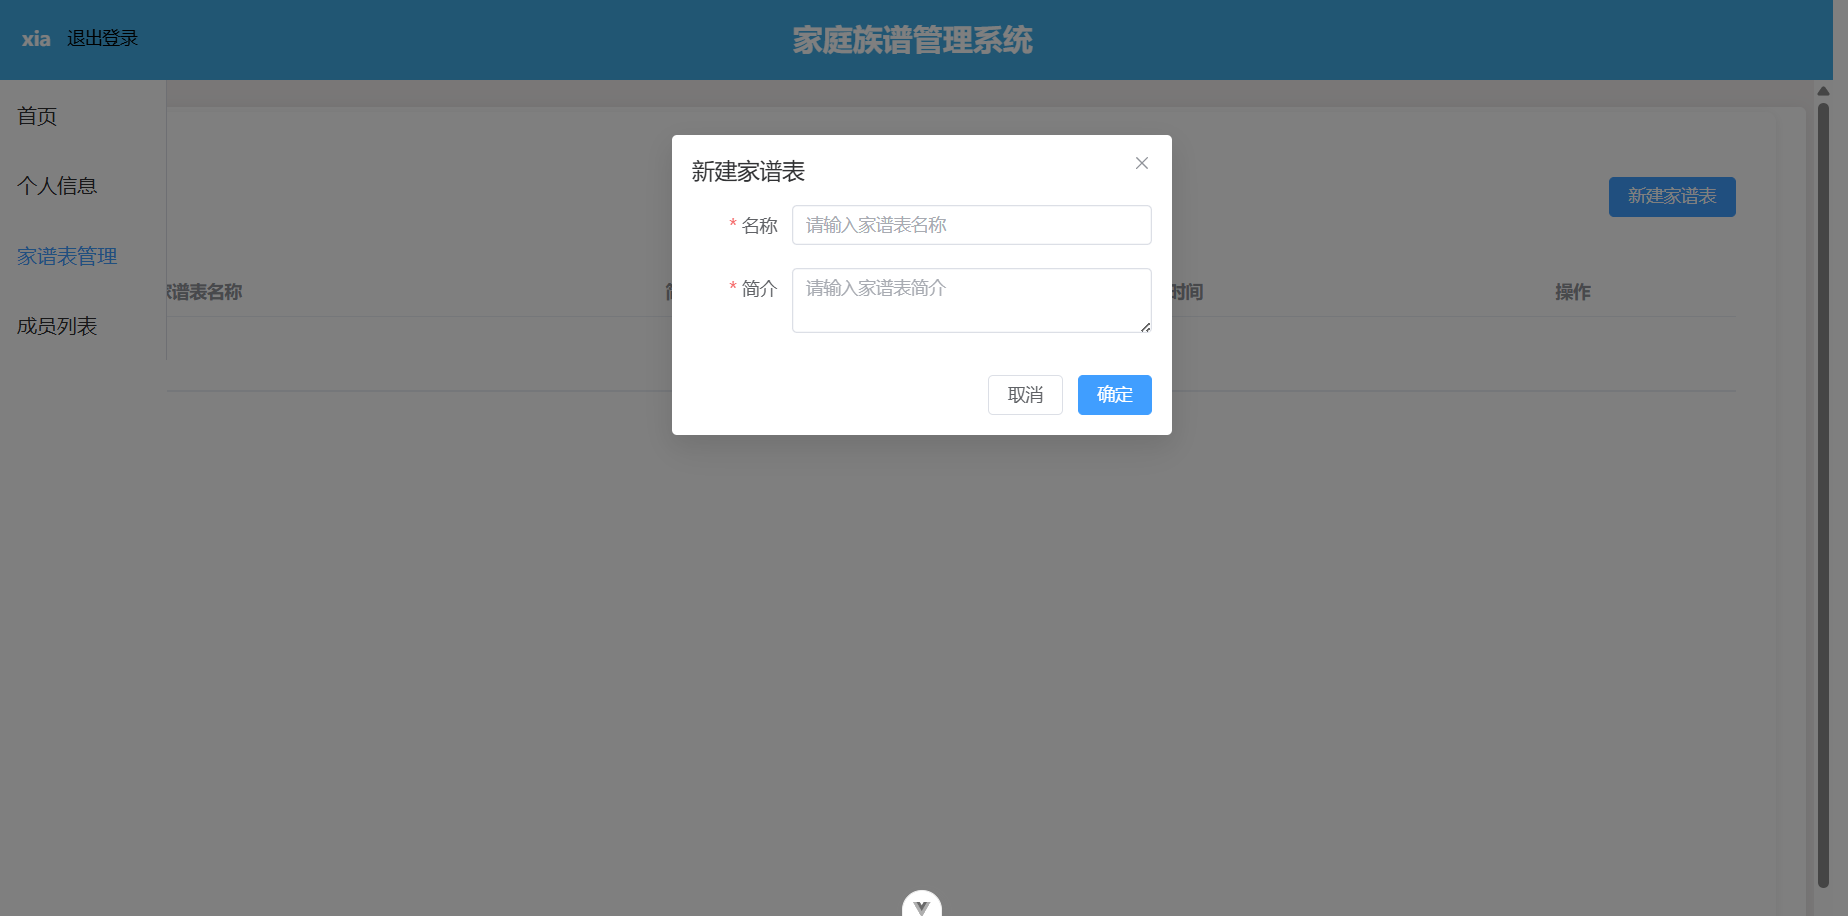 xia 退出登录
家庭族谱管理系统
首页
个人信息
家谱表管理
成员列表
新建家谱表
谱表名称
时间
操作
新建家谱表
* 名称 请输入家谱表名称
* 简介 请输入家谱表简介
取消 确定